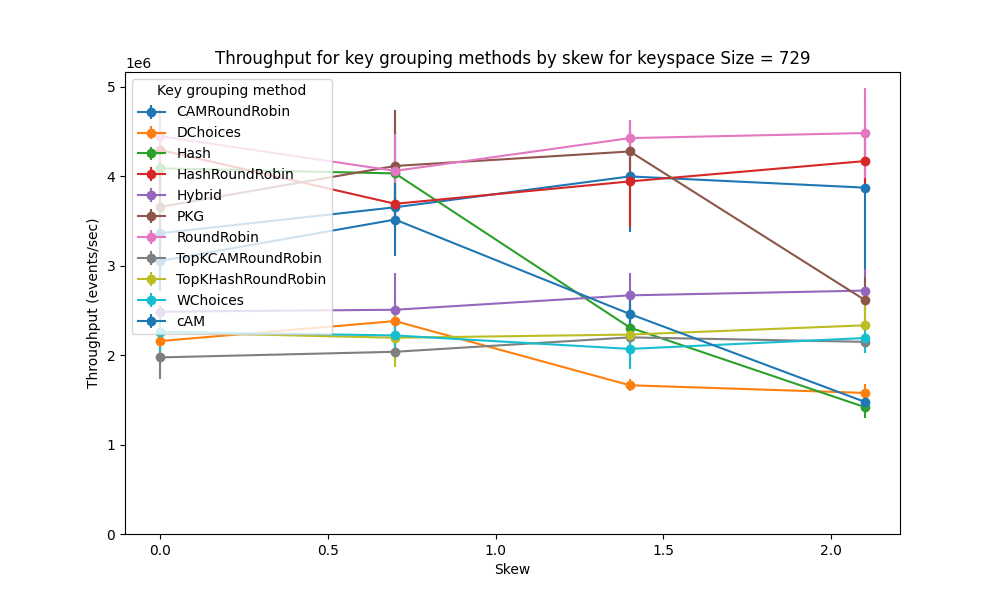 Throughput for key grouping methods by skew for keyspace Size = 729
1e6
Key grouping method
CAMRoundRobin
DChoices
Hash
HashRoundRobin
Hybrid
PKG
RoundRobin
TopKCAMRoundRobin
TopKHashRoundRobin
WChoices
cAM
Throughput (events/sec)
5
4
3
2
1
0
0.0 0.5 1.0 1.5 2.0
Skew